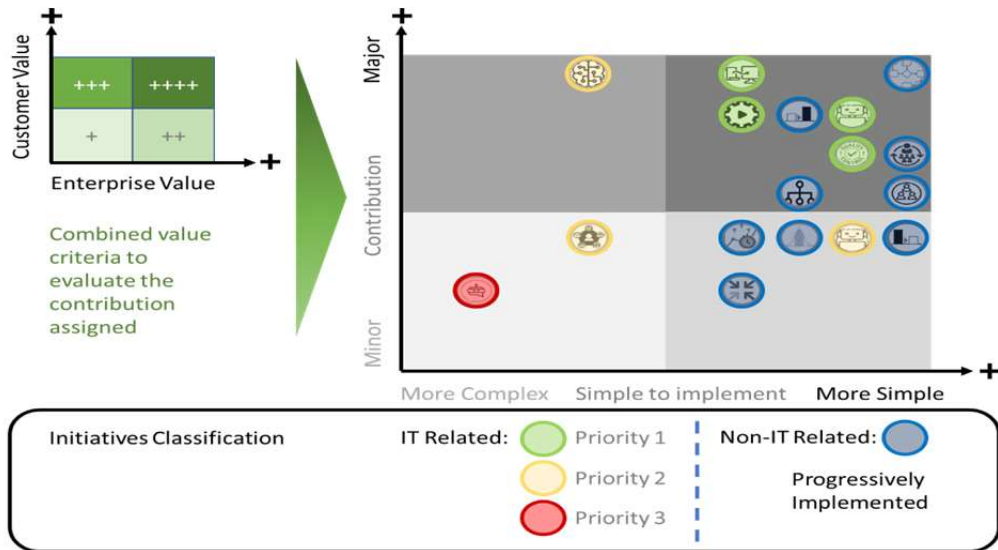 +
Customer Value
+++ ++++
+ ++
+
Enterprise Value
Combined value
criteria to
evaluate the
contribution
assigned
+
Major
Contribution
Minor
+
More Complex Simple to implement More Simple
Initiatives Classification
IT Related:
Priority 1
Priority 2
Priority 3
Non-IT Related:
Progressively
Implemented